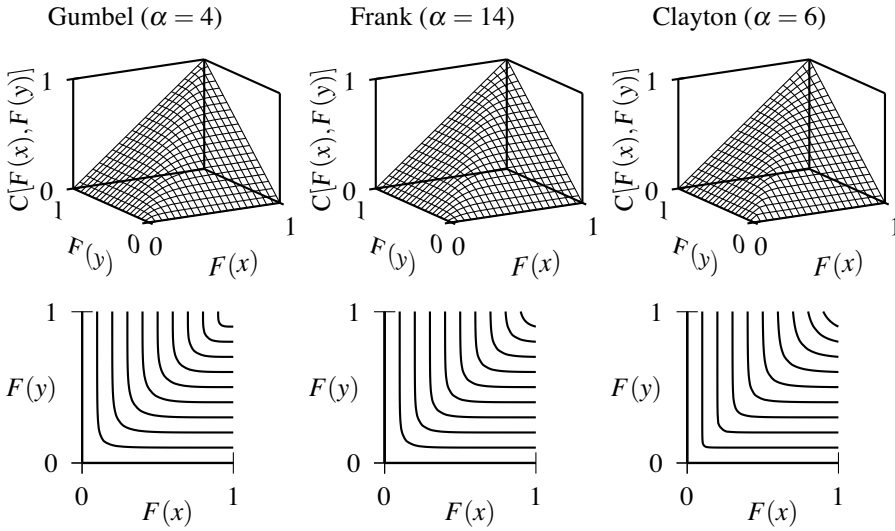 Gumbel (α = 4)
Frank (α = 14)
Clayton (α = 6)
C[F(x), F(y)]
1
0
1
F(y)
0 0
F(x)
1
C[F(x), F(y)]
1
0
1
F(y)
0 0
F(x)
1
C[F(x), F(y)]
1
0
1
F(y)
0 0
F(x)
1
1
F(y)
0
0
1
F(x)
1
F(y)
0
0
1
F(x)
1
F(y)
0
0
1
F(x)